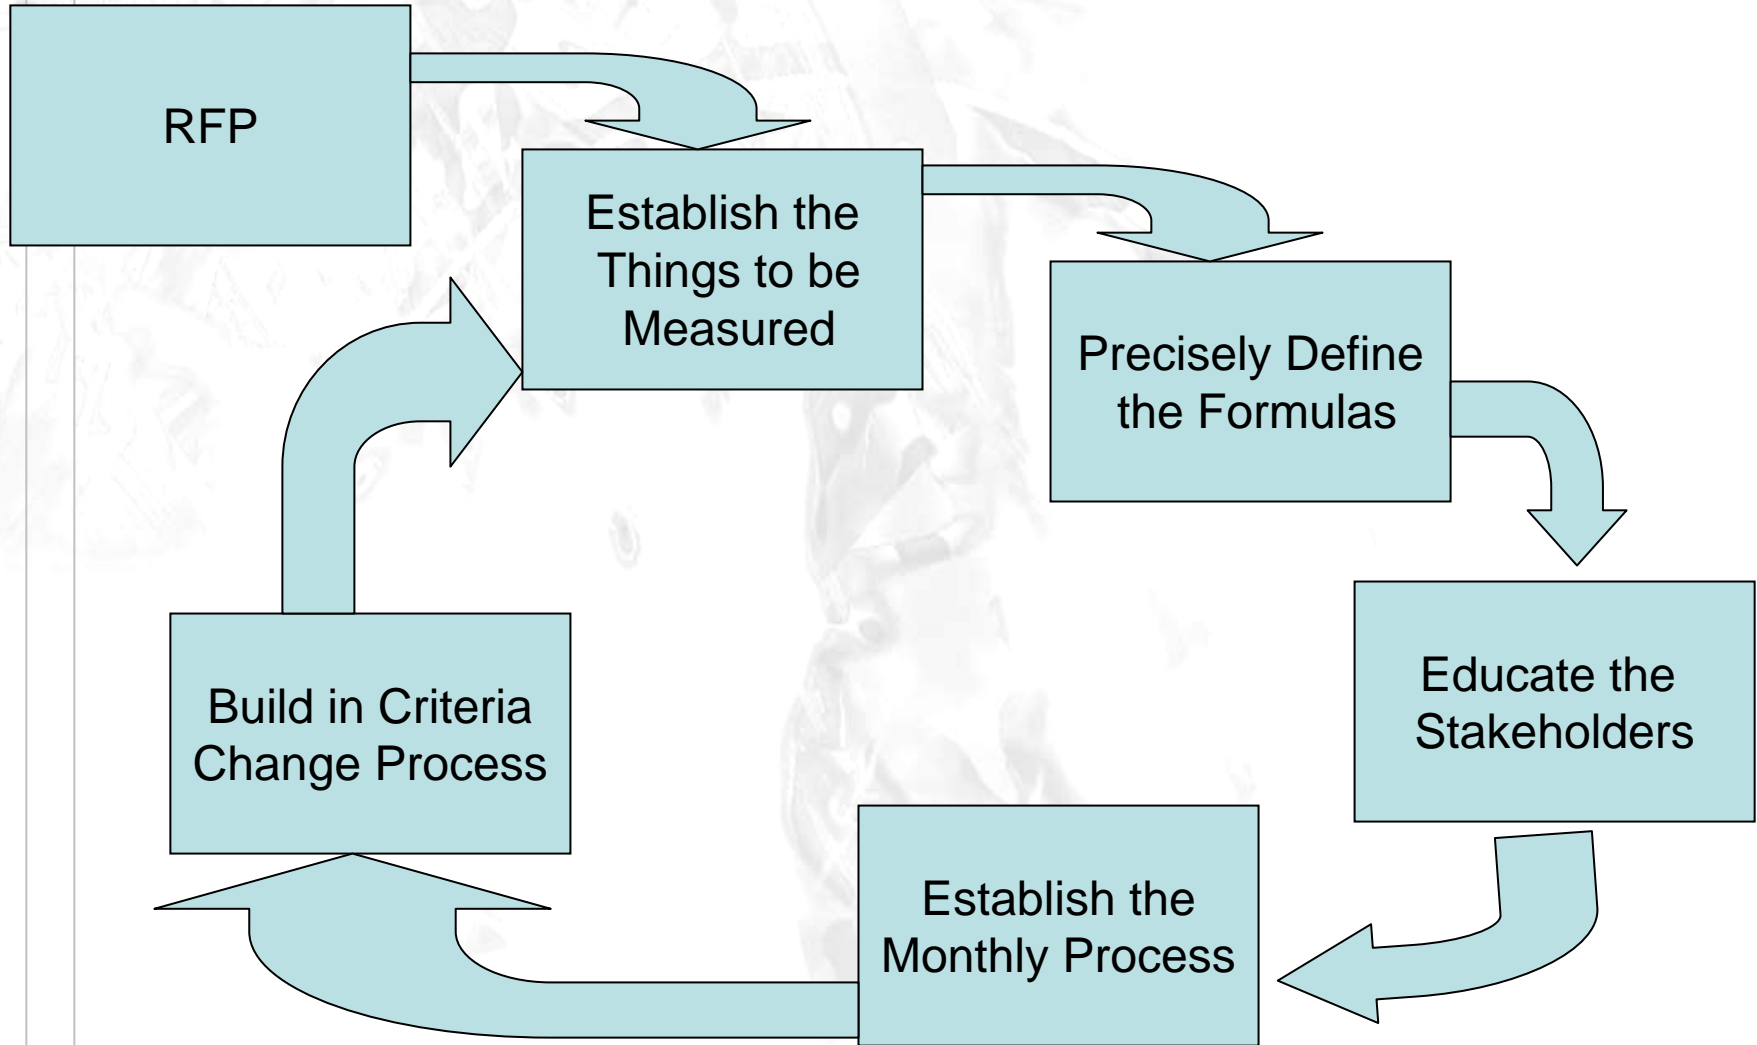 RFP
Establish the
Things to be
Measured
Precisely Define
the Formulas
Educate the
Stakeholders
Establish the
Monthly Process
Build in Criteria
Change Process